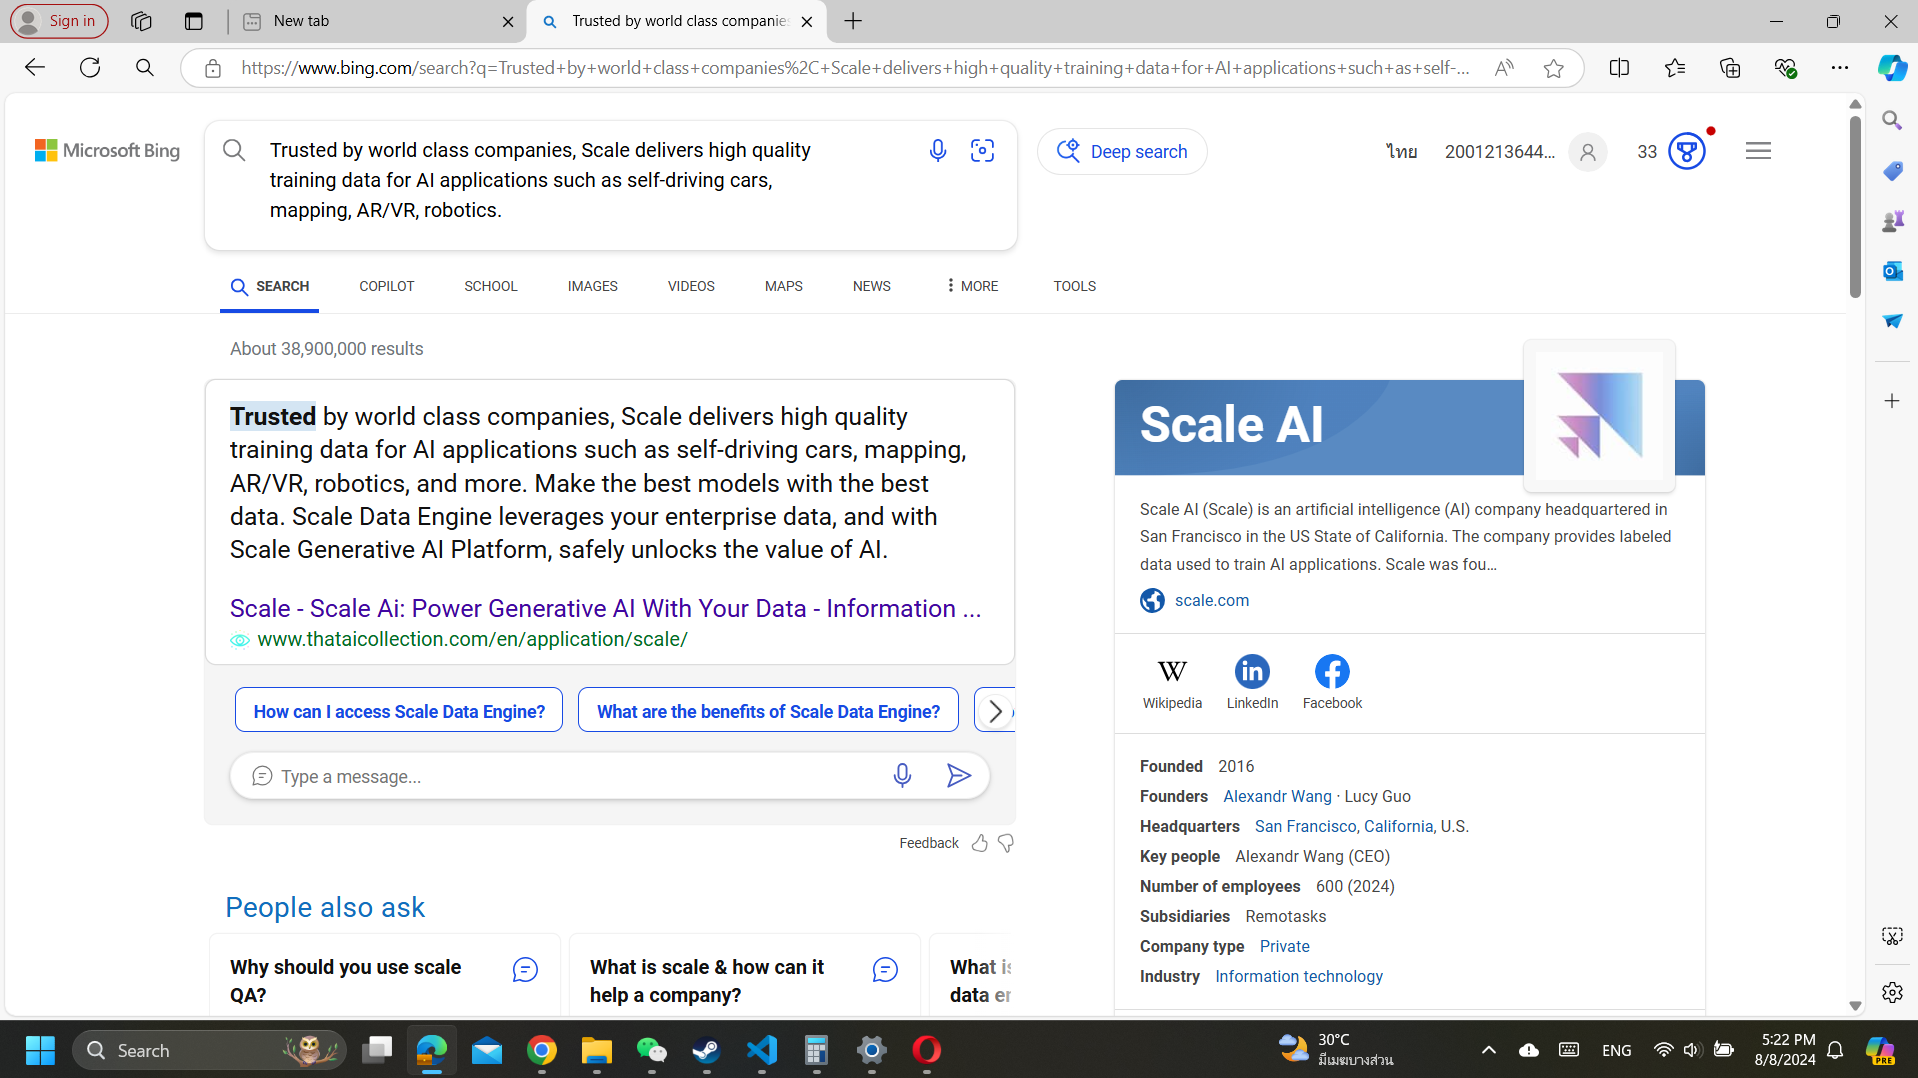 Sign in
New tab
Trusted by world class companies
https://www.bing.com/search?q=Trusted+by+world+class+companies%2C+Scale+delivers+high+quality+training+data+for+AI+applications+such+as+self-...
Microsoft Bing
Trusted by world class companies, Scale delivers high quality
training data for AI applications such as self-driving cars,
mapping, AR/VR, robotics.
Deep search
ไทย
2001213644...
33
SEARCH
COPILOT
SCHOOL
IMAGES
VIDEOS
MAPS
NEWS
MORE
TOOLS
About 38,900,000 results
Trusted by world class companies, Scale delivers high quality
training data for AI applications such as self-driving cars, mapping,
AR/VR, robotics, and more. Make the best models with the best
data. Scale Data Engine leverages your enterprise data, and with
Scale Generative AI Platform, safely unlocks the value of AI.
Scale - Scale Ai: Power Generative AI With Your Data - Information ...
www.thataicollection.com/en/application/scale/
How can I access Scale Data Engine?
What are the benefits of Scale Data Engine?
Type a message...
Feedback
People also ask
Why should you use scale
QA?
What is scale & how can it
help a company?
What is
data
Scale AI
Scale AI (Scale) is an artificial intelligence (AI) company headquartered in
San Francisco in the US State of California. The company provides labeled
data used to train AI applications. Scale was fou...
scale.com
W
Wikipedia
in
LinkedIn
Facebook
Founded 2016
Founders Alexandr Wang · Lucy Guo
Headquarters San Francisco, California, U.S.
Key people Alexandr Wang (CEO)
Number of employees 600 (2024)
Subsidiaries Remotasks
Company type Private
Industry Information technology
Search
30°C
มีเมฆบางส่วน
ENG
5:22 PM
8/8/2024
PRE